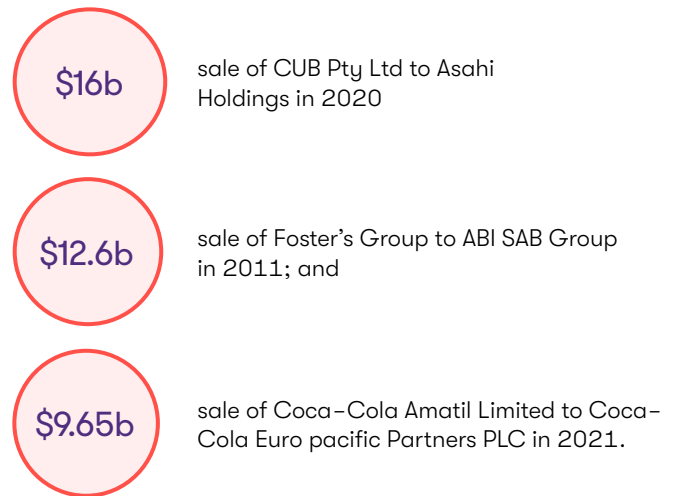 $16b
sale of CUB Pty Ltd to Asahi
Holdings in 2020
$12.6b
sale of Foster's Group to ABI SAB Group
in 2011; and
$9.65b
sale of Coca-Cola Amatil Limited to Coca-
Cola Euro pacific Partners PLC in 2021.